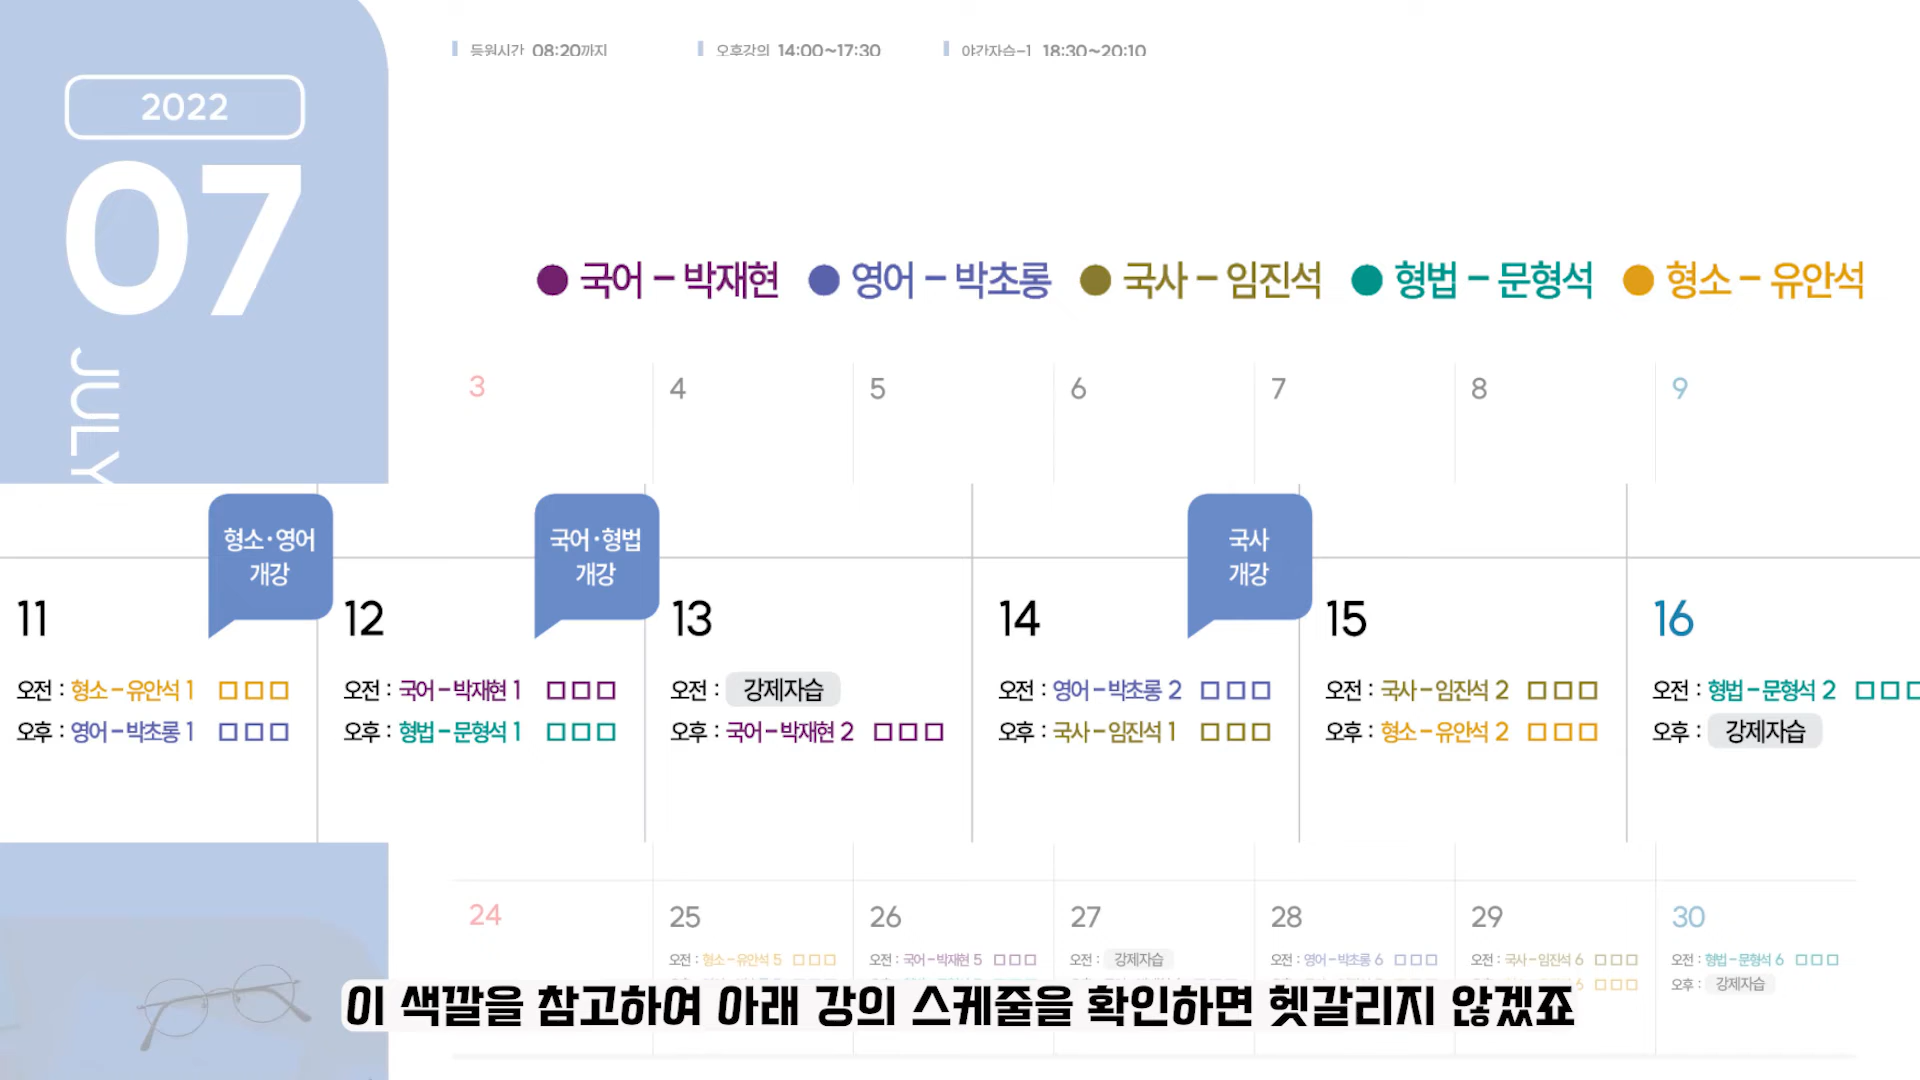 등원시간 08:20까지
오후강의 14:00~17:30
야간자습-1 18:30~20:10
2022
07
JULY
국어 – 박재현
영어 – 박초롱
국사 – 임진석
형법 – 문형석
형소 – 유안석
3
4
5
6
7
8
9
형소·영어
개강
국어·형법
개강
국사
개강
11
오전 : 형소 – 유안석 1 □□□
오후 : 영어 – 박초롱 1 □□□
12
오전 : 국어 – 박재현 1 □□□
오후 : 형법 – 문형석 1 □□□
13
오전 : 강제자습
오후 : 국어 – 박재현 2 □□□
14
오전 : 영어 – 박초롱 2 □□□
오후 : 국사 – 임진석 1 □□□
15
오전 : 국사 – 임진석 2 □□□
오후 : 형소 – 유안석 2 □□□
16
오전 : 형법 – 문형석 2 □□□
오후 : 강제자습
24
25
오전 : 형소 – 유안석 5 □□□
26
오전 : 국어 – 박재현 5 □□□
27
오전 : 강제자습
28
오전 : 영어 – 박초롱 6 □□□
29
오전 : 국사 – 임진석 6 □□□
6 □□□
30
오전 : 형법 – 문형석 6 □□□
오후 : 강제자습
이 색깔을 참고하여 아래 강의 스케줄을 확인하면 헷갈리지 않겠죠